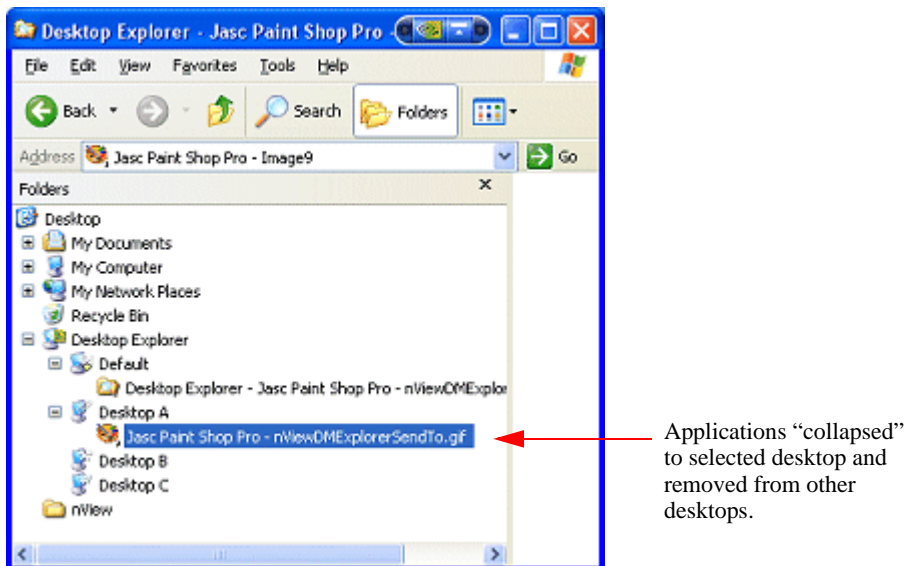 Desktop Explorer - Jasc Paint Shop Pro -
File Edit View Favorites Tools Help
Back Search Folders
Address Jasc Paint Shop Pro - Image9 Go
Folders x
Desktop
My Documents
My Computer
My Network Places
Recycle Bin
Desktop Explorer
Default
Desktop Explorer - Jasc Paint Shop Pro - nViewDMExplor
Desktop A
Jasc Paint Shop Pro - nViewDMExplorerSendTo.gif
Desktop B
Desktop C
nView
Applications “collapsed”
to selected desktop and
removed from other
desktops.